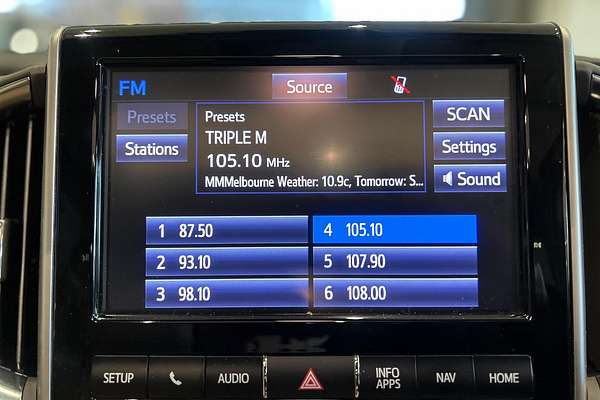 FM
Source
Presets
Stations
Presets
TRIPLE M
105.10 MHz
MMMelbourne Weather: 10.9c, Tomorrow: S...
SCAN
Settings
Sound
1 87.50
2 93.10
3 98.10
4 105.10
5 107.90
6 108.00
SETUP
AUDIO
INFO
APPS
NAV
HOME